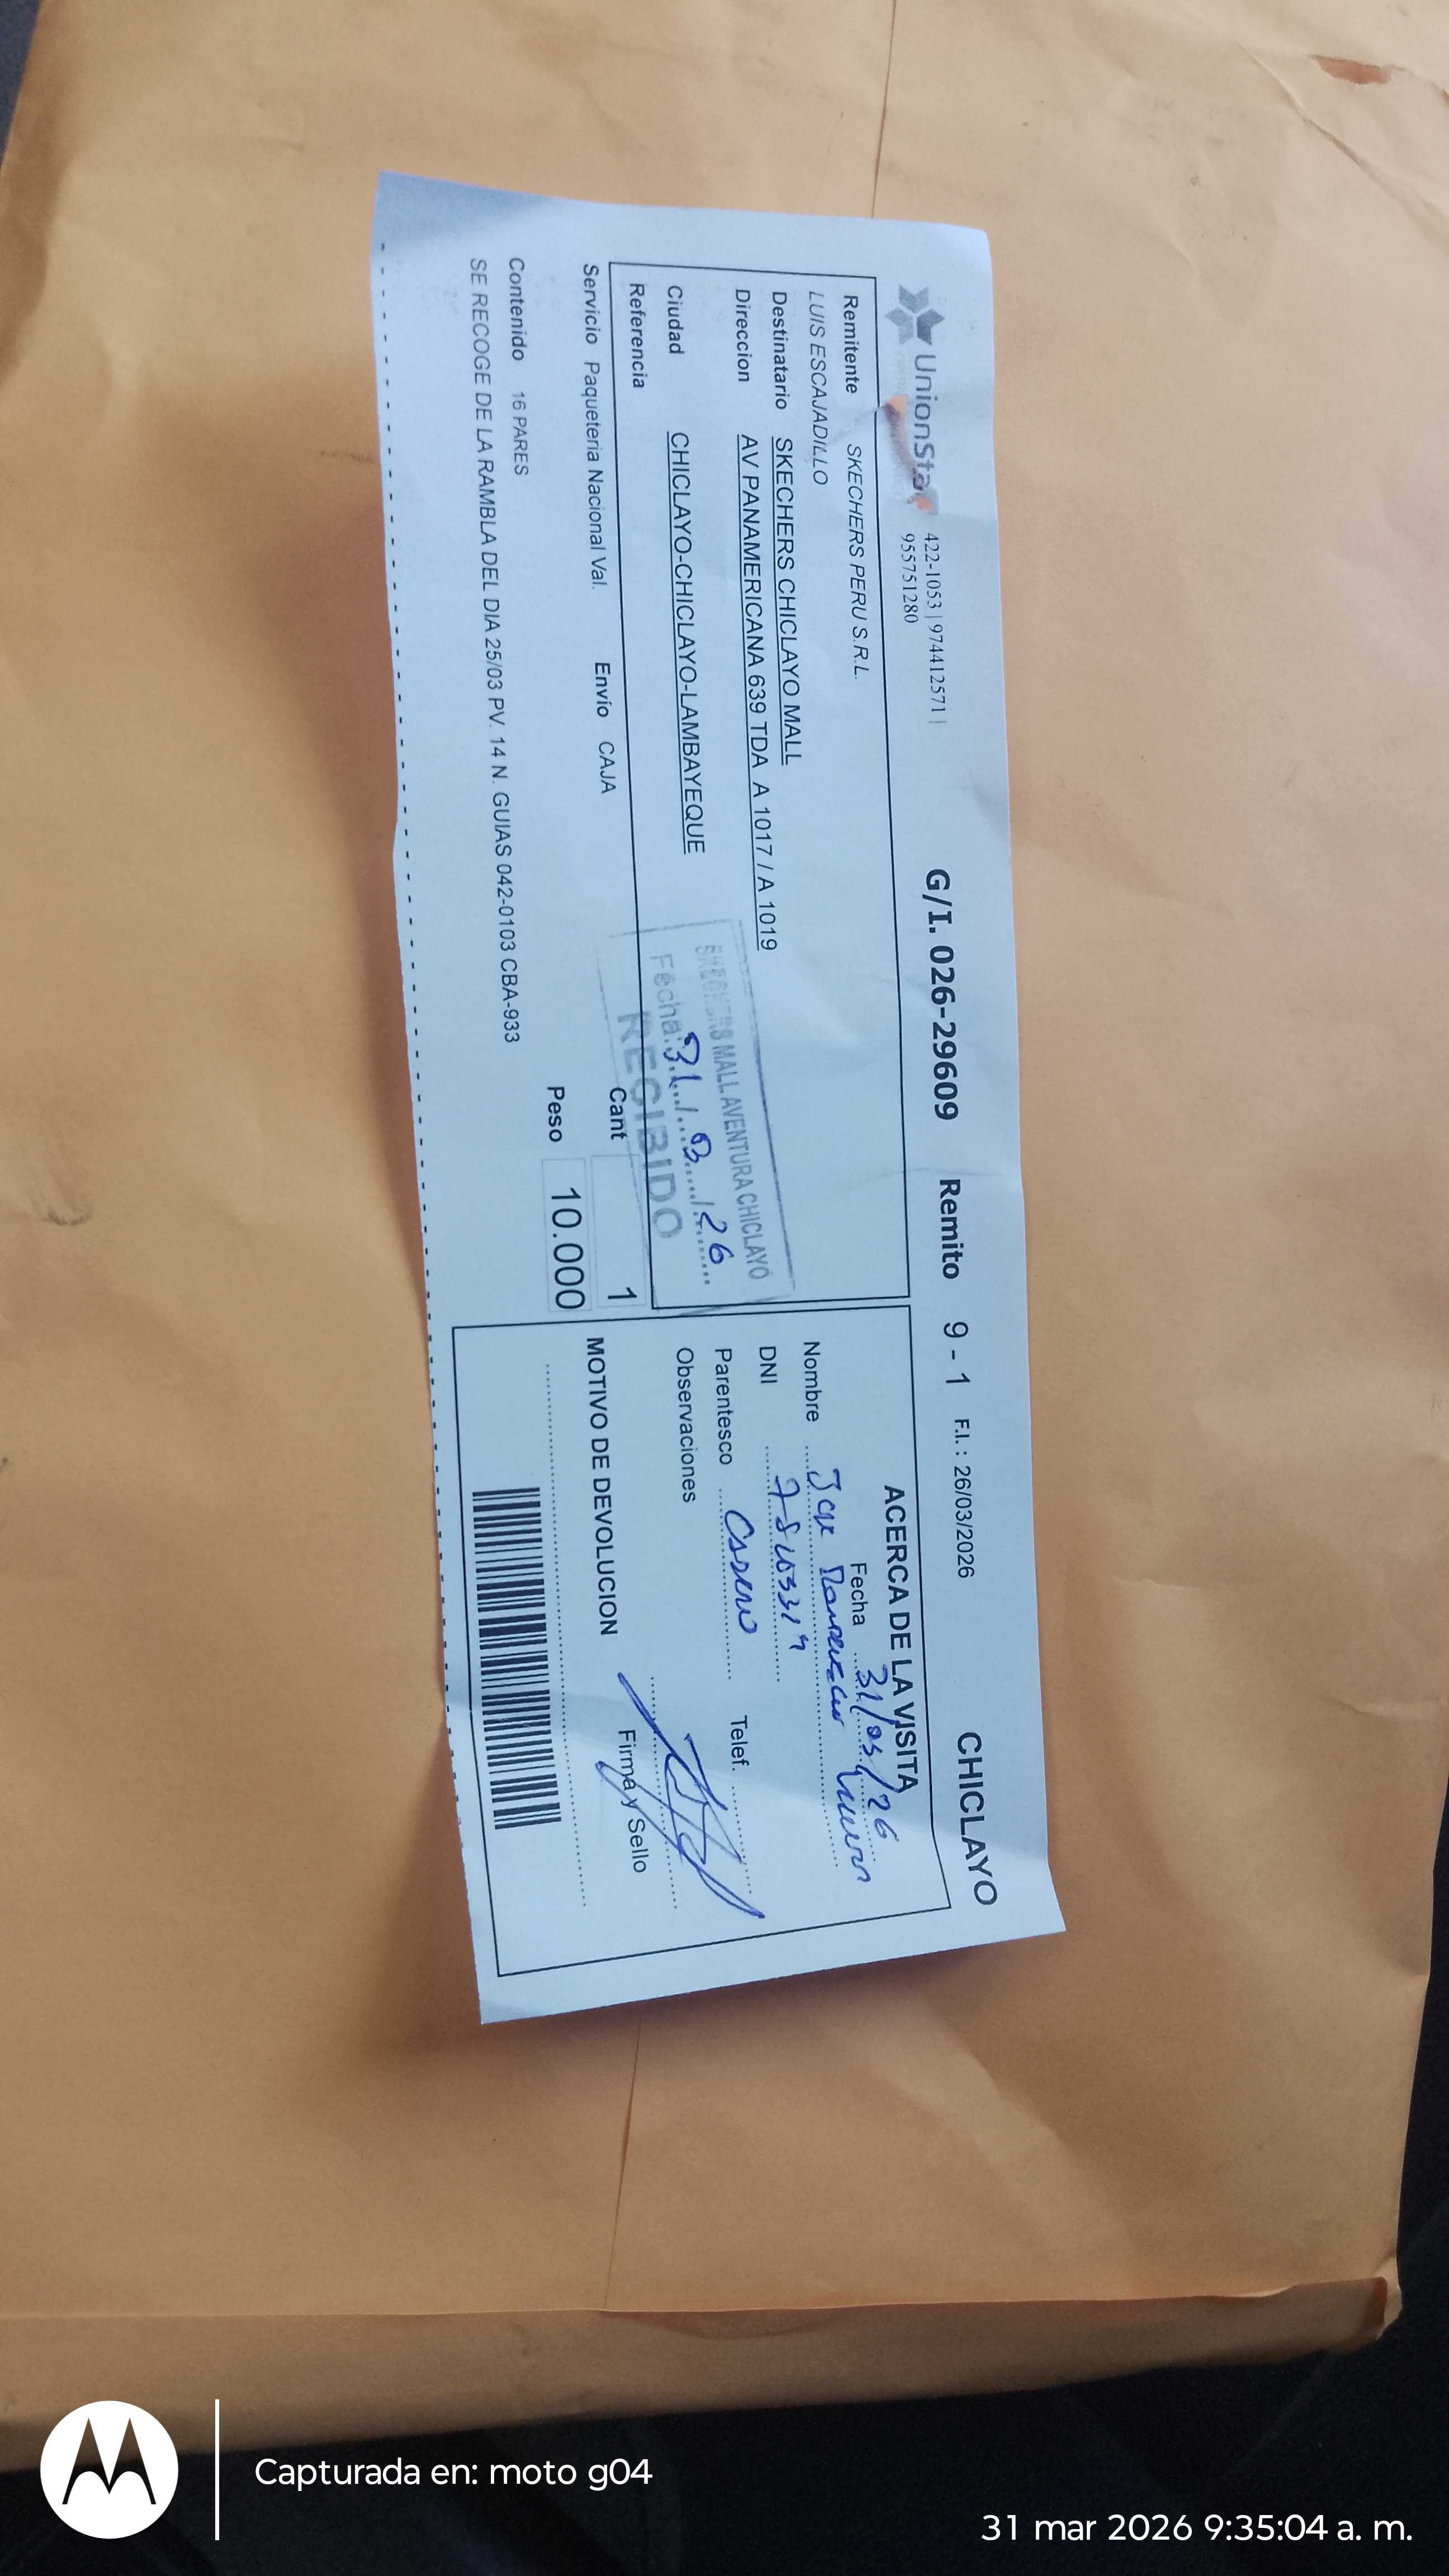 UnionSta
422-1053 | 974412571 |
955751280
G/I. 026-29609 Remito 9 - 1 F.I. : 26/03/2026 CHICLAYO
Remitente SKECHERS PERU S.R.L.
LUIS ESCAJADILLO
Destinatario SKECHERS CHICLAYO MALL
Direccion AV PANAMERICANA 639 TDA A 1017 / A 1019
Ciudad CHICLAYO-CHICLAYO-LAMBAYEQUE
Referencia
SKECHERS MALL AVENTURA CHICLAYO
Fecha: 31/3/26
RECIBIDO
Servicio Paqueteria Nacional Val. Envio CAJA Cant 1
Peso 10.000
Contenido 16 PARES
SE RECOGE DE LA RAMBLA DEL DIA 25/03 PV. 14 N. GUIAS 042-0103 CBA-933
ACERCA DE LA VISITA
Fecha 31/03/26
Nombre
DNI
Parentesco
Telef.
Observaciones
Firma y Sello
MOTIVO DE DEVOLUCION
Capturada en: moto g04
31 mar 2026 9:35:04 a. m.